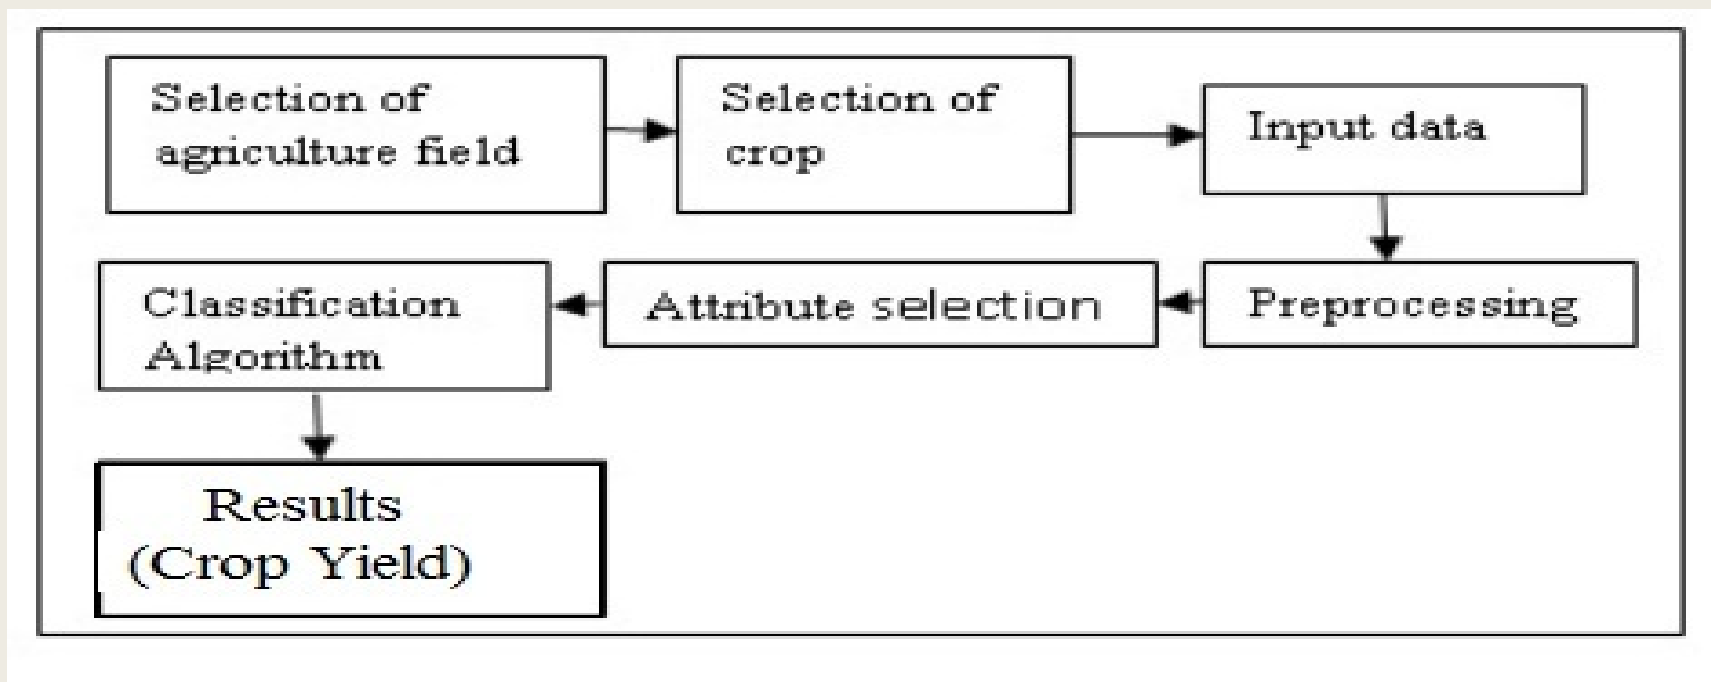 Selection of
agriculture field
Selection of
crop
Input data
Preprocessing
Attribute selection
Classification
Algorithm
Results
(Crop Yield)